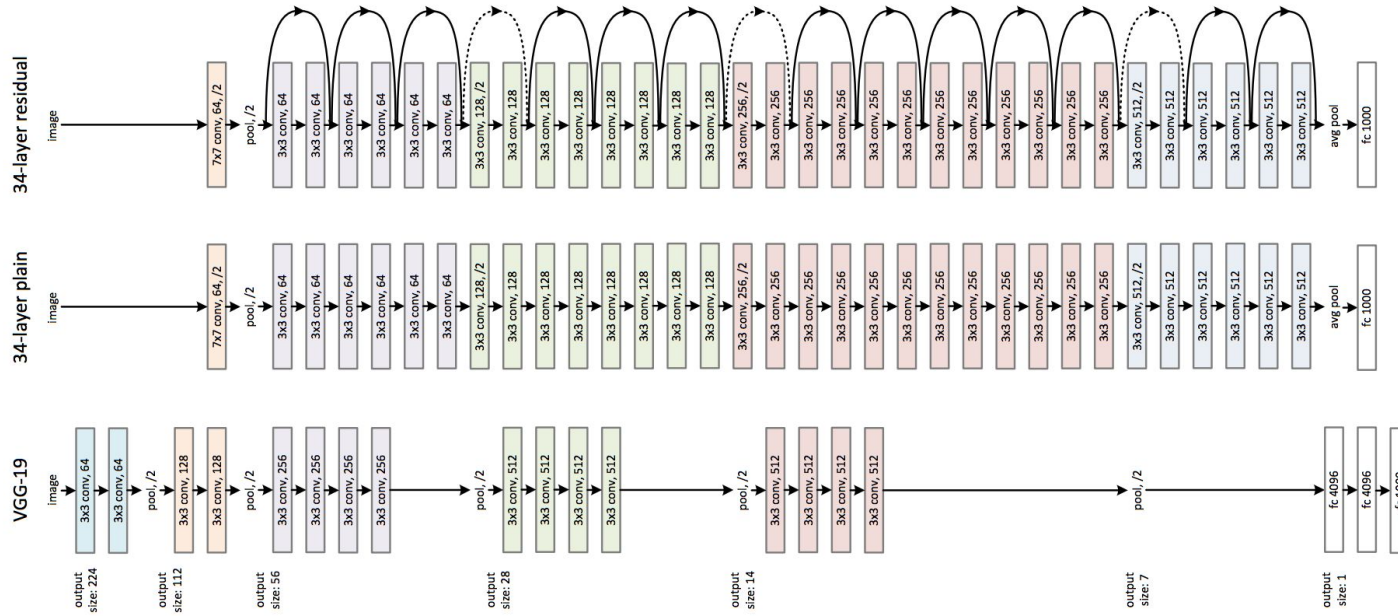 VGG-19
image
3x3 conv, 64
3x3 conv, 64
pool, /2
3x3 conv, 128
3x3 conv, 128
pool, /2
3x3 conv, 256
3x3 conv, 256
3x3 conv, 256
3x3 conv, 256
pool, /2
3x3 conv, 512
3x3 conv, 512
3x3 conv, 512
3x3 conv, 512
pool, /2
3x3 conv, 512
3x3 conv, 512
3x3 conv, 512
3x3 conv, 512
pool, /2
fc 4096
fc 4096
output
size: 224
output
size: 112
output
size: 56
output
size: 28
output
size: 14
output
size: 7
output
size: 1
34-layer plain
image
7x7 conv, 64, /2
pool, /2
3x3 conv, 64
3x3 conv, 64
3x3 conv, 64
3x3 conv, 64
3x3 conv, 64
3x3 conv, 64
3x3 conv, 128, /2
3x3 conv, 128
3x3 conv, 128
3x3 conv, 128
3x3 conv, 128
3x3 conv, 128
3x3 conv, 128
3x3 conv, 128
3x3 conv, 256, /2
3x3 conv, 256
3x3 conv, 256
3x3 conv, 256
3x3 conv, 256
3x3 conv, 256
3x3 conv, 256
3x3 conv, 256
3x3 conv, 256
3x3 conv, 256
3x3 conv, 256
3x3 conv, 256
3x3 conv, 512, /2
3x3 conv, 512
3x3 conv, 512
3x3 conv, 512
3x3 conv, 512
3x3 conv, 512
avg pool
fc 1000
34-layer residual
image
7x7 conv, 64, /2
pool, /2
3x3 conv, 64
3x3 conv, 64
3x3 conv, 64
3x3 conv, 64
3x3 conv, 64
3x3 conv, 64
3x3 conv, 128, /2
3x3 conv, 128
3x3 conv, 128
3x3 conv, 128
3x3 conv, 128
3x3 conv, 128
3x3 conv, 128
3x3 conv, 128
3x3 conv, 256, /2
3x3 conv, 256
3x3 conv, 256
3x3 conv, 256
3x3 conv, 256
3x3 conv, 256
3x3 conv, 256
3x3 conv, 256
3x3 conv, 256
3x3 conv, 256
3x3 conv, 256
3x3 conv, 256
3x3 conv, 512, /2
3x3 conv, 512
3x3 conv, 512
3x3 conv, 512
3x3 conv, 512
3x3 conv, 512
avg pool
fc 1000